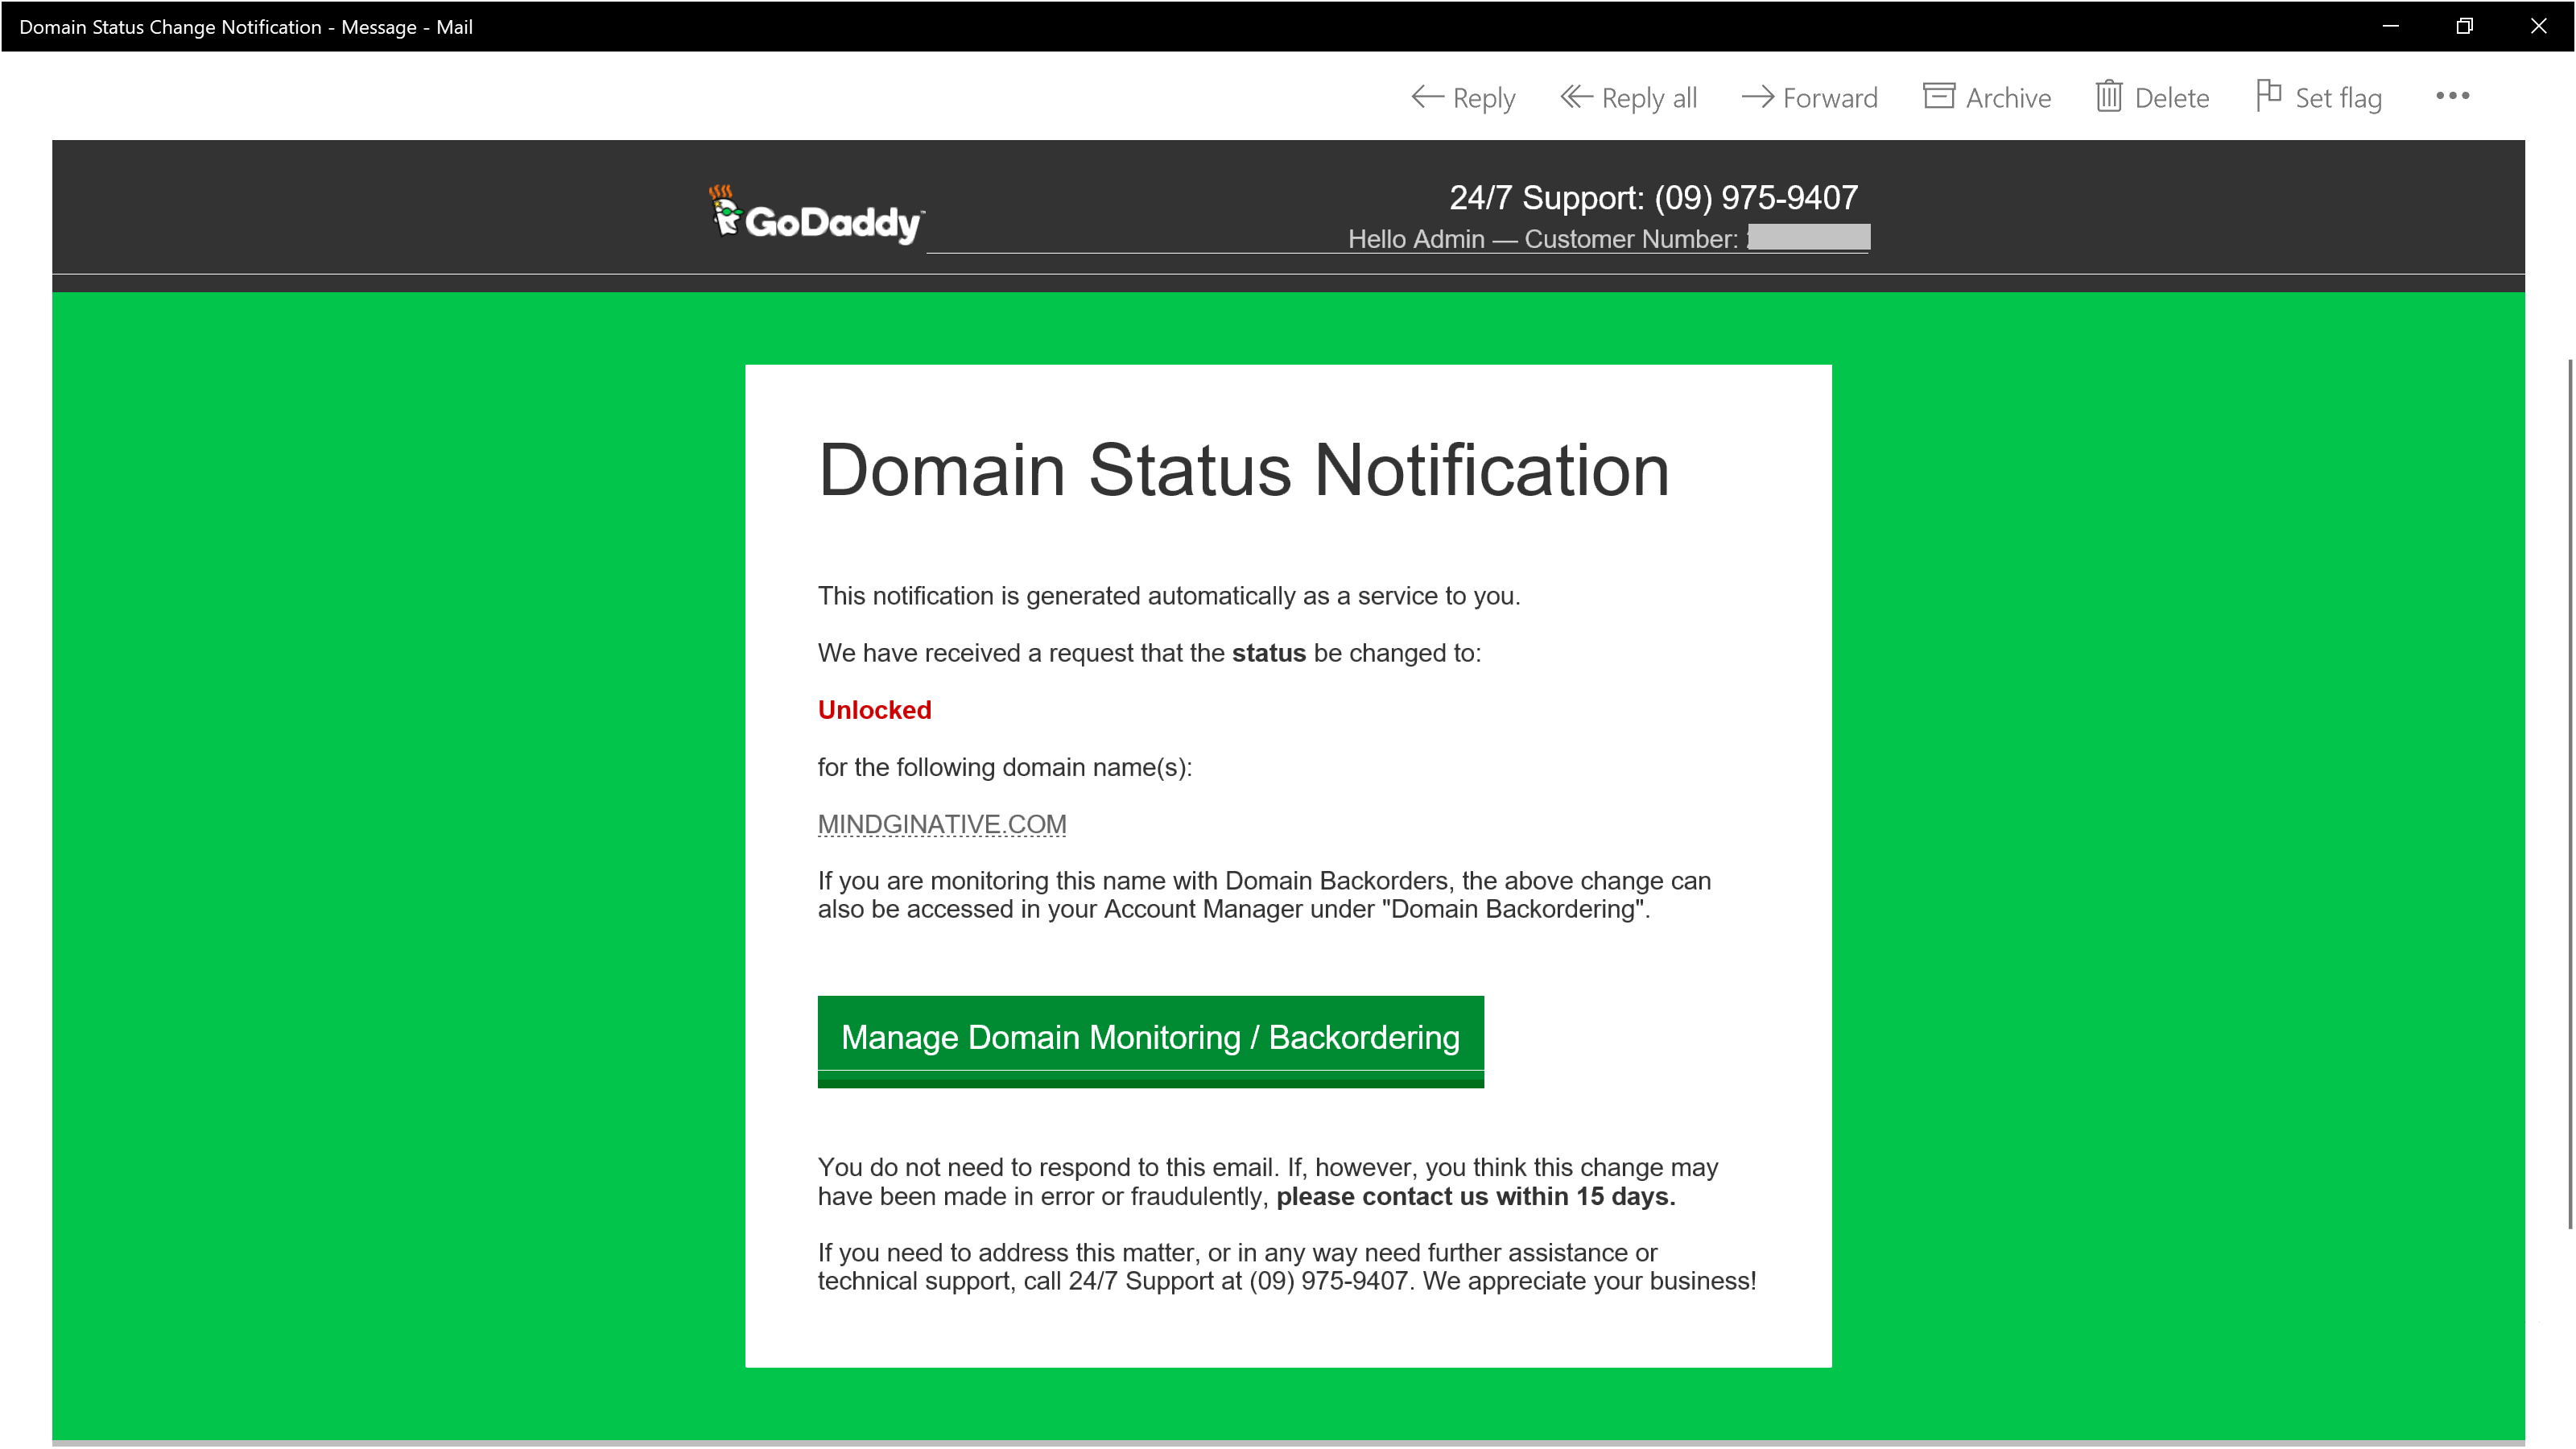 Domain Status Change Notification - Message - Mail
Reply
Reply all
Forward
Archive
Delete
Set flag
GoDaddy™
24/7 Support: (09) 975-9407
Hello Admin — Customer Number:
Domain Status Notification
This notification is generated automatically as a service to you.
We have received a request that the status be changed to:
Unlocked
for the following domain name(s):
MINDGINATIVE.COM
If you are monitoring this name with Domain Backorders, the above change can
also be accessed in your Account Manager under "Domain Backordering".
Manage Domain Monitoring / Backordering
You do not need to respond to this email. If, however, you think this change may
have been made in error or fraudulently, please contact us within 15 days.
If you need to address this matter, or in any way need further assistance or
technical support, call 24/7 Support at (09) 975-9407. We appreciate your business!